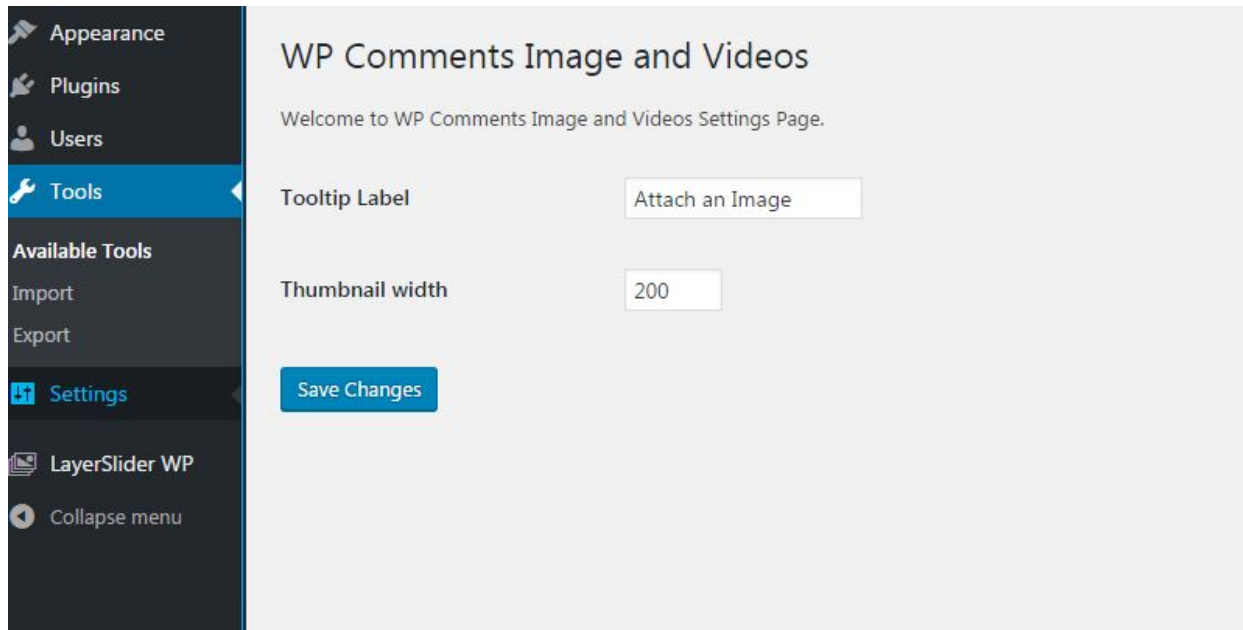 Appearance
Plugins
Users
Tools
Available Tools
Import
Export
Settings
LayerSlider WP
Collapse menu
WP Comments Image and Videos
Welcome to WP Comments Image and Videos Settings Page.
Tooltip Label Attach an Image
Thumbnail width 200
Save Changes